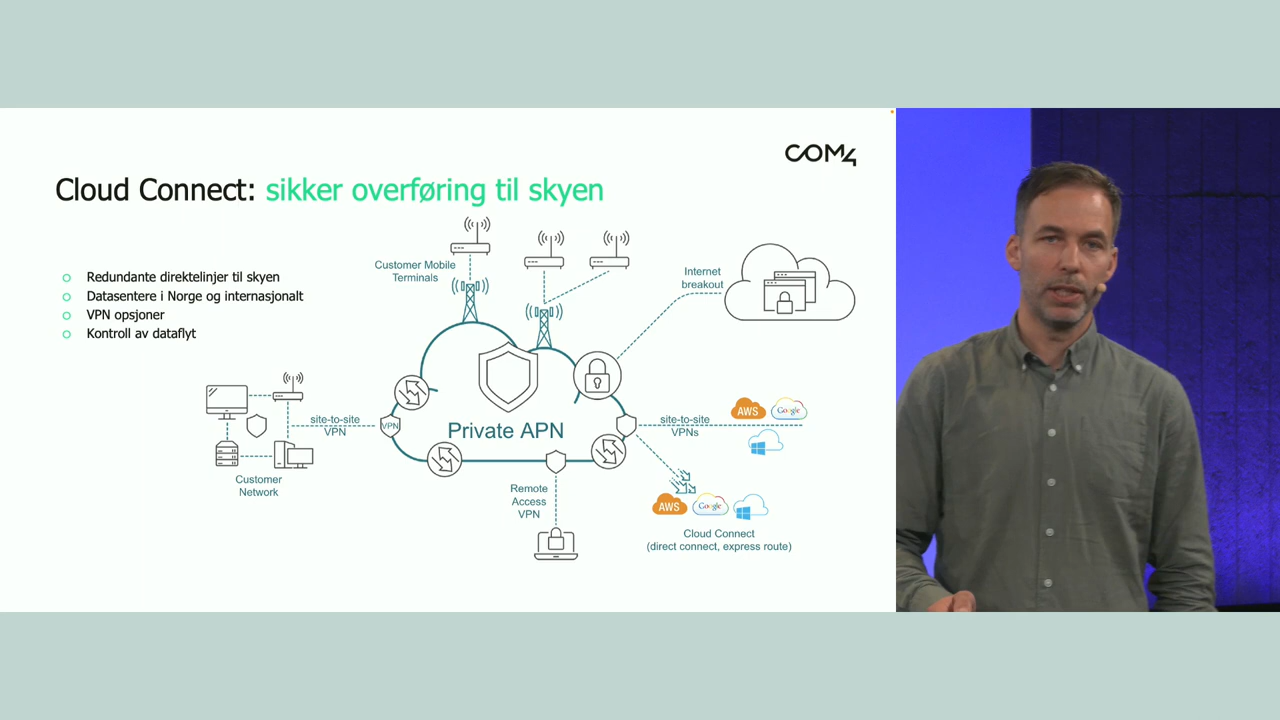 COM4
Cloud Connect: sikker overføring til skyen
Redundante direktelinjer til skyen
Datasentere i Norge og internasjonalt
VPN opsjoner
Kontroll av dataflyt
Customer Mobile
Terminals
Internet
breakout
site-to-site
VPN
VPN
Private APN
site-to-site
VPNs
AWS
Google
Customer
Network
Remote
Access
VPN
AWS
Google
Cloud Connect
(direct connect, express route)